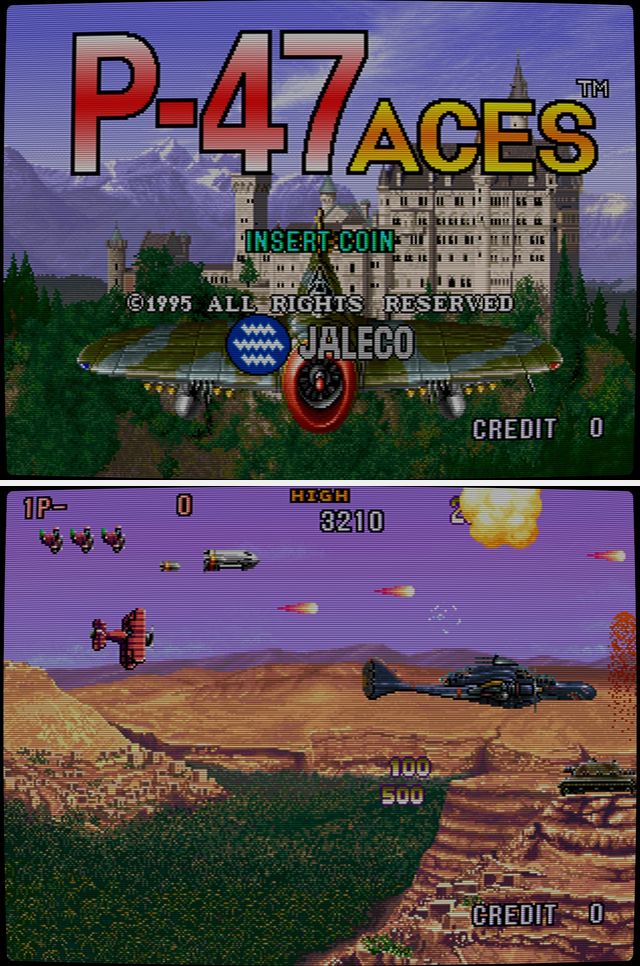 P-47 ACES TM
INSERT COIN
©1995 ALL RIGHTS RESERVED
JALECO
CREDIT 0
1P- 0 HIGH
3210
100
500
CREDIT 0